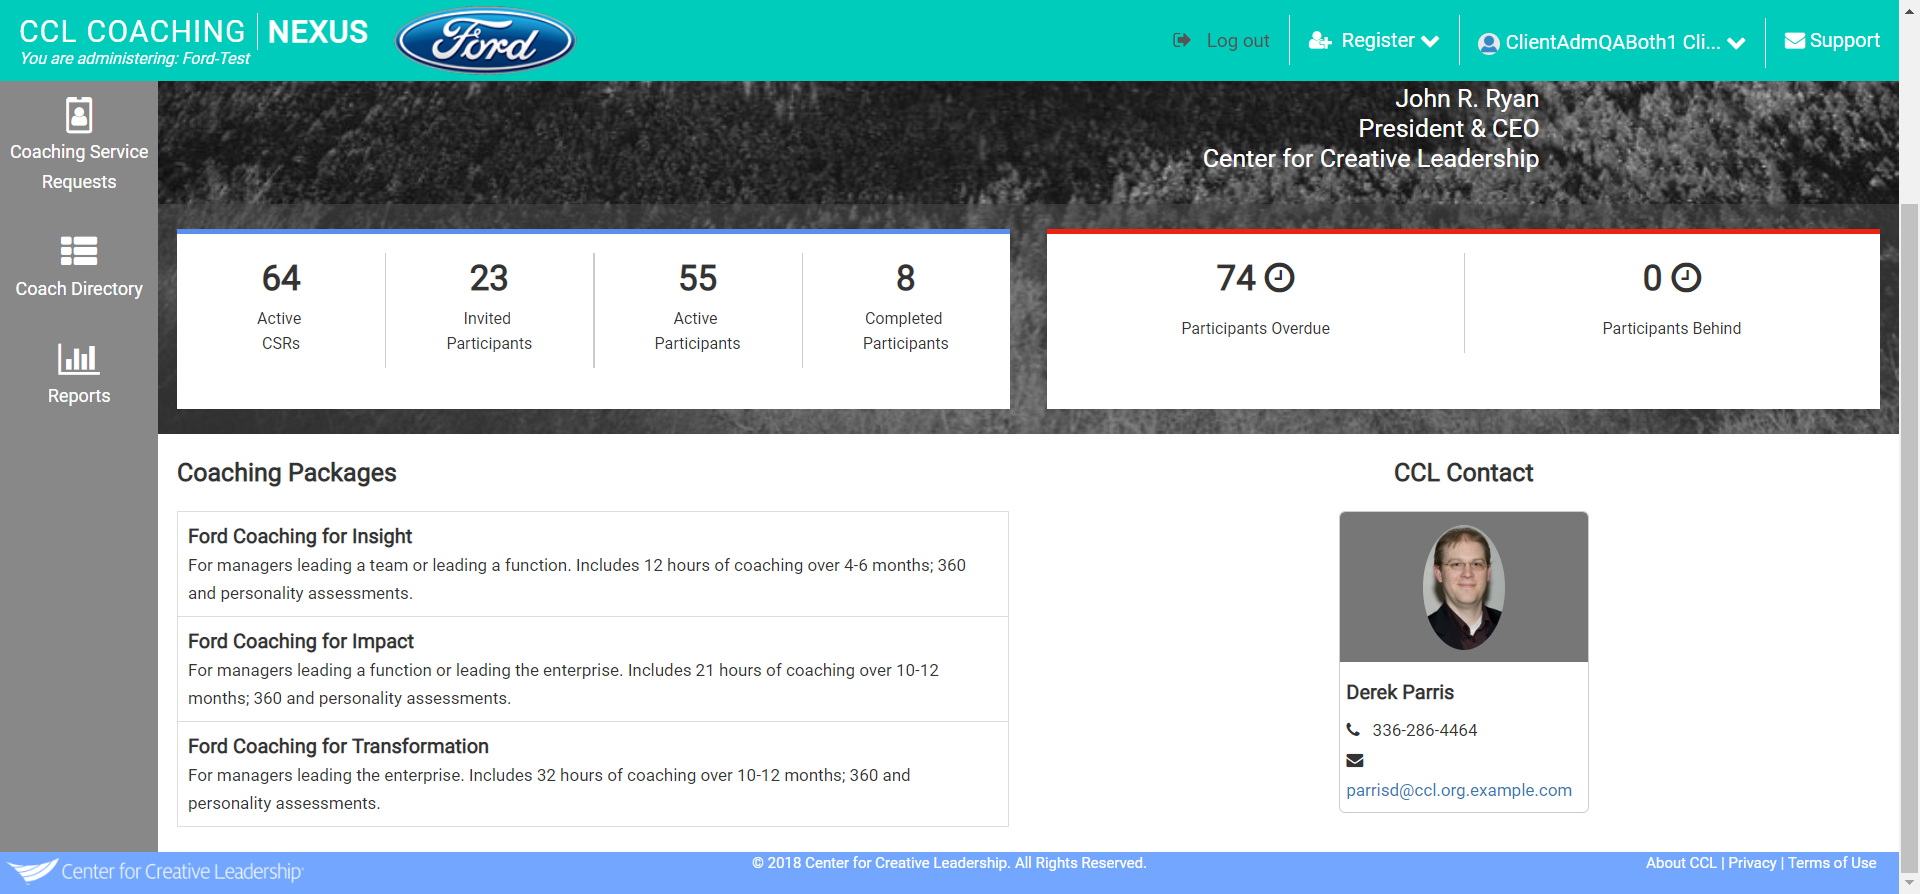 CCL COACHING NEXUS
You are administering: Ford-Test
Ford
Log out
Register
ClientAdmQABoth1 Cli...
Support
Coaching Service
Requests
Coach Directory
Reports
John R. Ryan
President & CEO
Center for Creative Leadership
64
Active
CSRs
23
Invited
Participants
55
Active
Participants
8
Completed
Participants
74
Participants Overdue
0
Participants Behind
Coaching Packages
Ford Coaching for Insight
For managers leading a team or leading a function. Includes 12 hours of coaching over 4-6 months; 360
and personality assessments.
Ford Coaching for Impact
For managers leading a function or leading the enterprise. Includes 21 hours of coaching over 10-12
months; 360 and personality assessments.
Ford Coaching for Transformation
For managers leading the enterprise. Includes 32 hours of coaching over 10-12 months; 360 and
personality assessments.
CCL Contact
Derek Parris
336-286-4464
parrisd@ccl.org.example.com
Center for Creative Leadership
© 2018 Center for Creative Leadership. All Rights Reserved.
About CCL | Privacy | Terms of Use